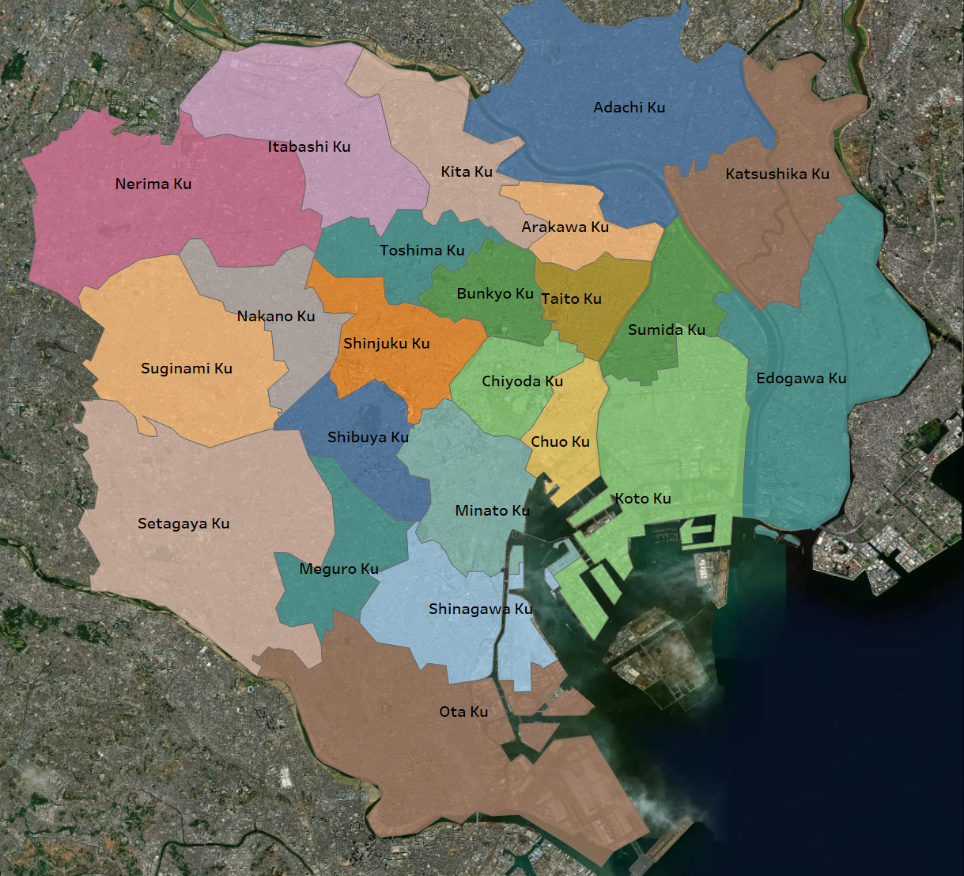 Adachi Ku
Itabashi Ku
Kita Ku
Katsushika Ku
Nerima Ku
Arakawa Ku
Toshima Ku
Bunkyo Ku
Taito Ku
Nakano Ku
Sumida Ku
Shinjuku Ku
Suginami Ku
Chiyoda Ku
Edogawa Ku
Shibuya Ku
Chuo Ku
Koto Ku
Minato Ku
Setagaya Ku
Meguro Ku
Shinagawa Ku
Ota Ku